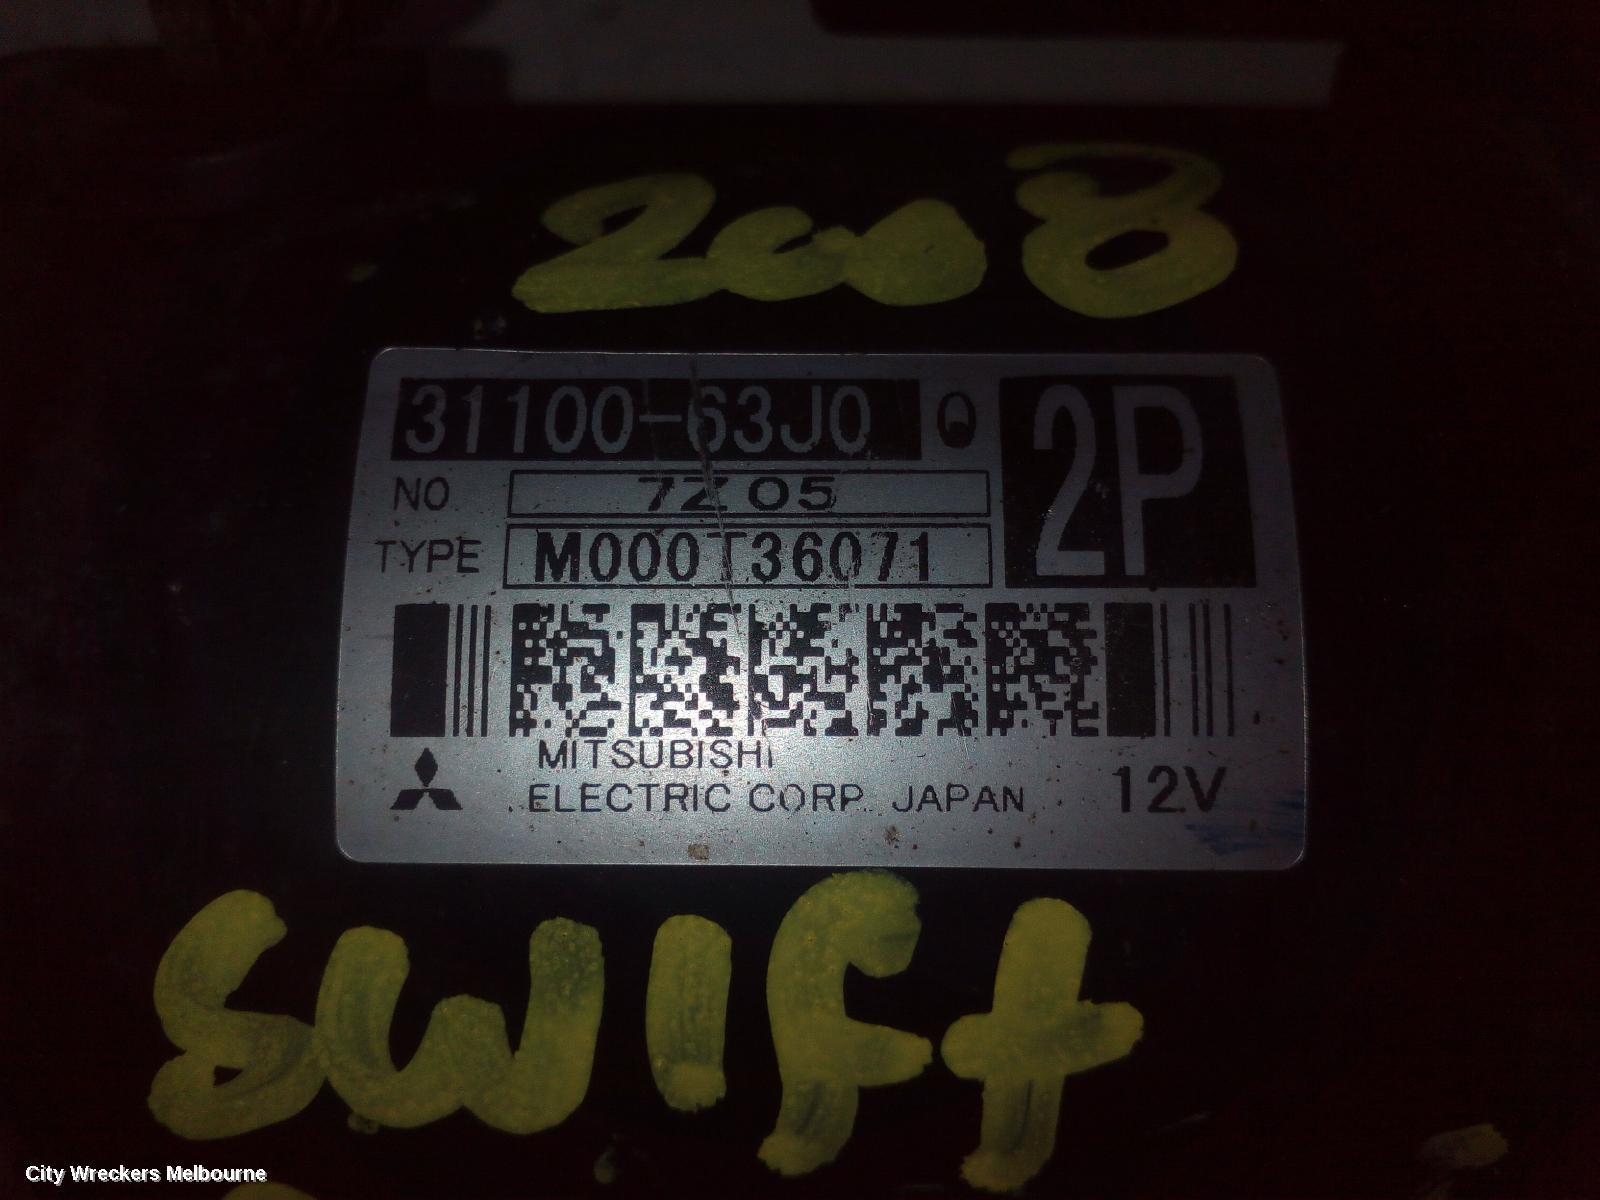 2008
31100-63J0 Q 2P
NO 7Z05
TYPE M000T36071
MITSUBISHI
ELECTRIC CORP. JAPAN 12V
SWIFT
City Wreckers Melbourne